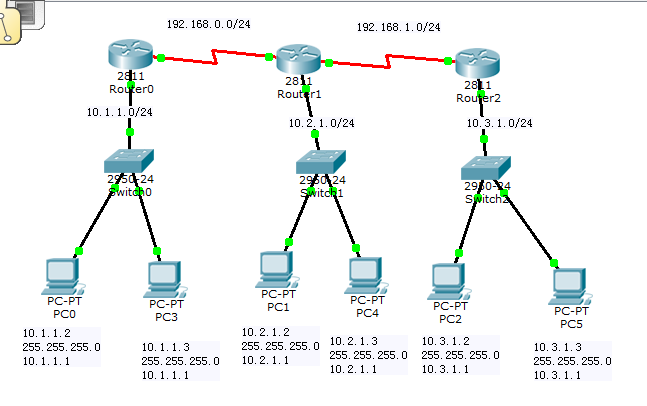 192.168.0.0/24
192.168.1.0/24
2811
Router0
2811
Router1
2811
Router2
10.1.1.0/24
10.2.1.0/24
10.3.1.0/24
2950-24
Switch0
2950-24
Switch1
2950-24
Switch2
PC-PT
PC0
PC-PT
PC3
PC-PT
PC1
PC-PT
PC4
PC-PT
PC2
PC-PT
PC5
10.1.1.2
255.255.255.0
10.1.1.1
10.1.1.3
255.255.255.0
10.1.1.1
10.2.1.2
255.255.255.0
10.2.1.1
10.2.1.3
255.255.255.0
10.2.1.1
10.3.1.2
255.255.255.0
10.3.1.1
10.3.1.3
255.255.255.0
10.3.1.1